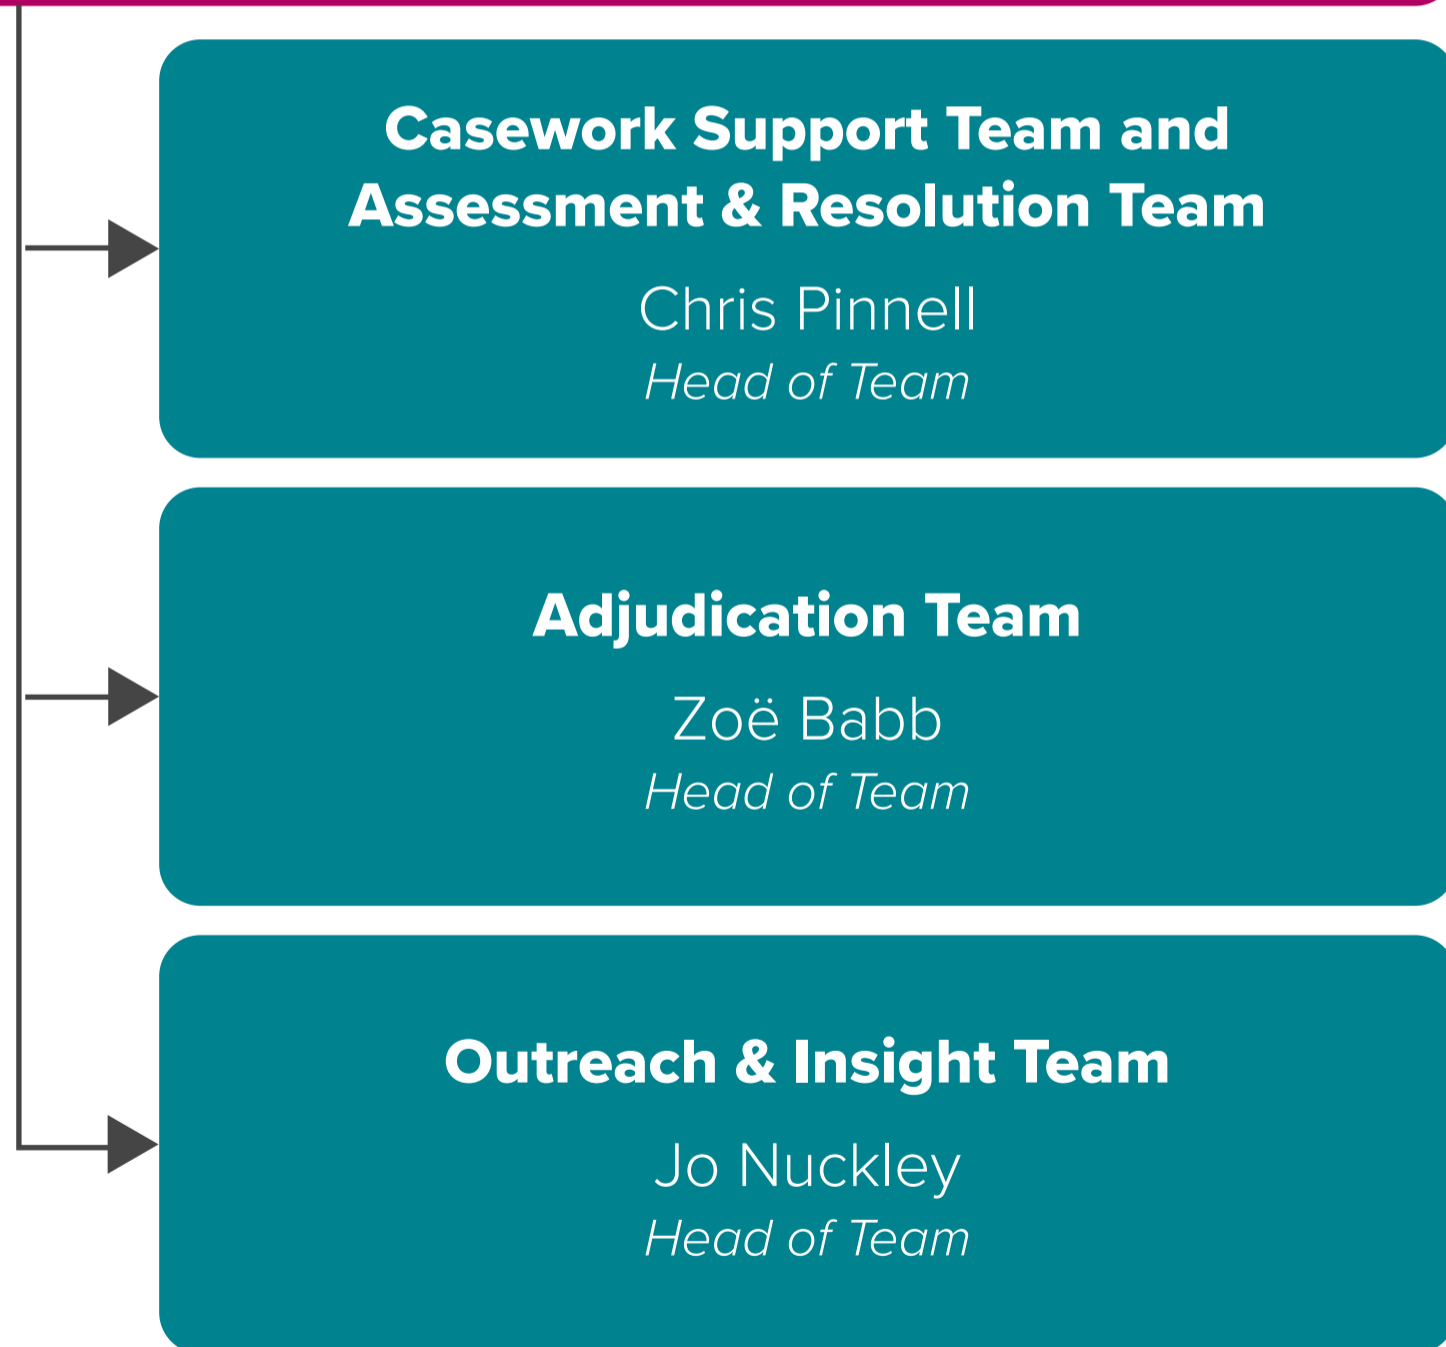 Casework Support Team and
Assessment & Resolution Team
Chris Pinnell
Head of Team
Adjudication Team
Zoë Babb
Head of Team
Outreach & Insight Team
Jo Nuckley
Head of Team